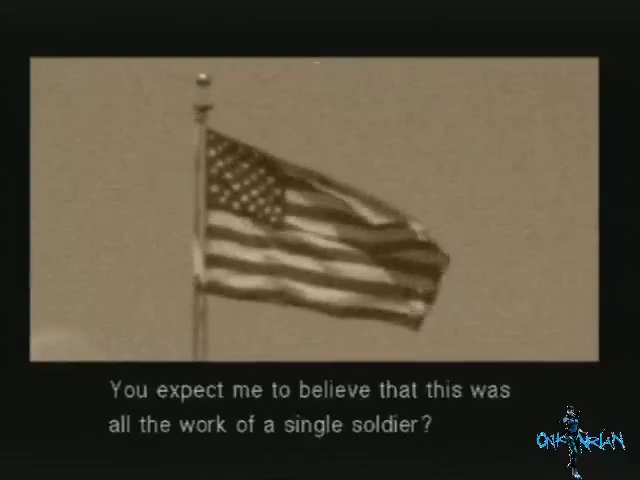 You expect me to believe that this was
all the work of a single soldier?